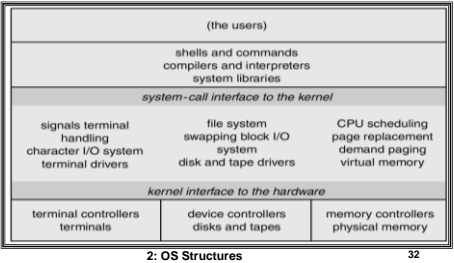 (the users)
shells and commands
compilers and interpreters
system libraries
system-call interface to the kernel
signals terminal
handling
character I/O system
terminal drivers
file system
swapping block I/O
system
disk and tape drivers
CPU scheduling
page replacement
demand paging
virtual memory
kernel interface to the hardware
terminal controllers
terminals
device controllers
disks and tapes
memory controllers
physical memory
2: OS Structures
32